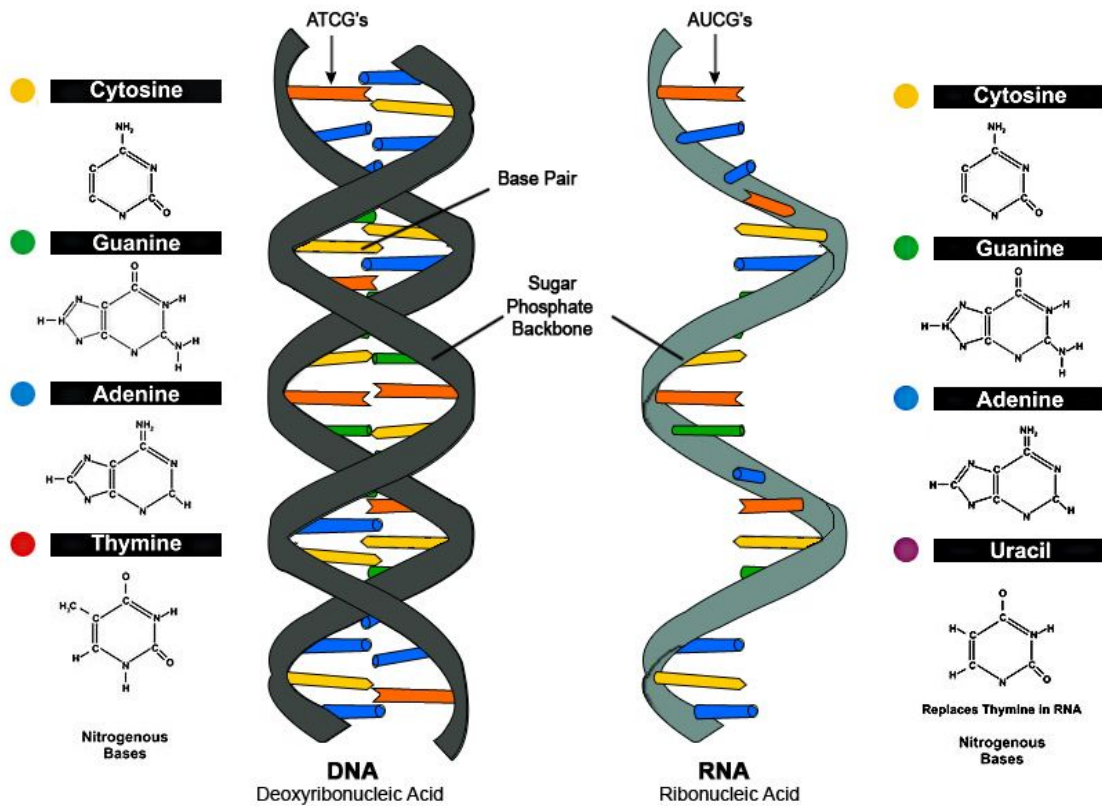 ATCG's
AUCG's
Cytosine
NH₂
C
C
N
C
C
N
O
Guanine
O
C
N
C
N
H
H
H
C
C
N
N
C
N
H
H
Adenine
NH₂
C
N
C
N
H
C
C
C
N
N
H
Thymine
O
H₃C
C
C
N
H
C
C
H
N
O
H
Nitrogenous
Bases
Base Pair
Sugar
Phosphate
Backbone
DNA
Deoxyribonucleic Acid
RNA
Ribonucleic Acid
Cytosine
NH₂
C
C
N
C
C
N
O
Guanine
O
C
N
C
N
H
H
H
C
C
N
N
C
N
H
H
Adenine
NH₂
C
N
C
N
H
C
C
C
N
N
H
Uracil
O
H
C
C
N
H
C
C
H
N
O
Replaces Thymine in RNA
Nitrogenous
Bases